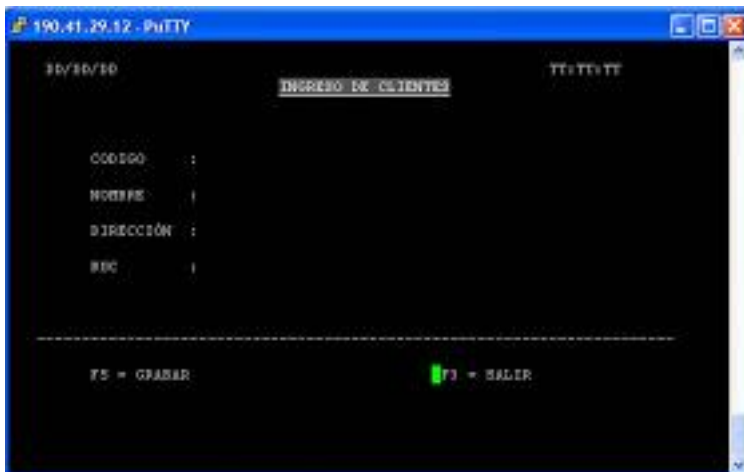 190.41.29.12 - PuTTY
DD/DD/DD TT:TT:TT
INGRESO DE CLIENTES
CODIGO :
NOMBRE :
DIRECCIÓN :
RUC :
F5 = GRABAR F3 = SALIR